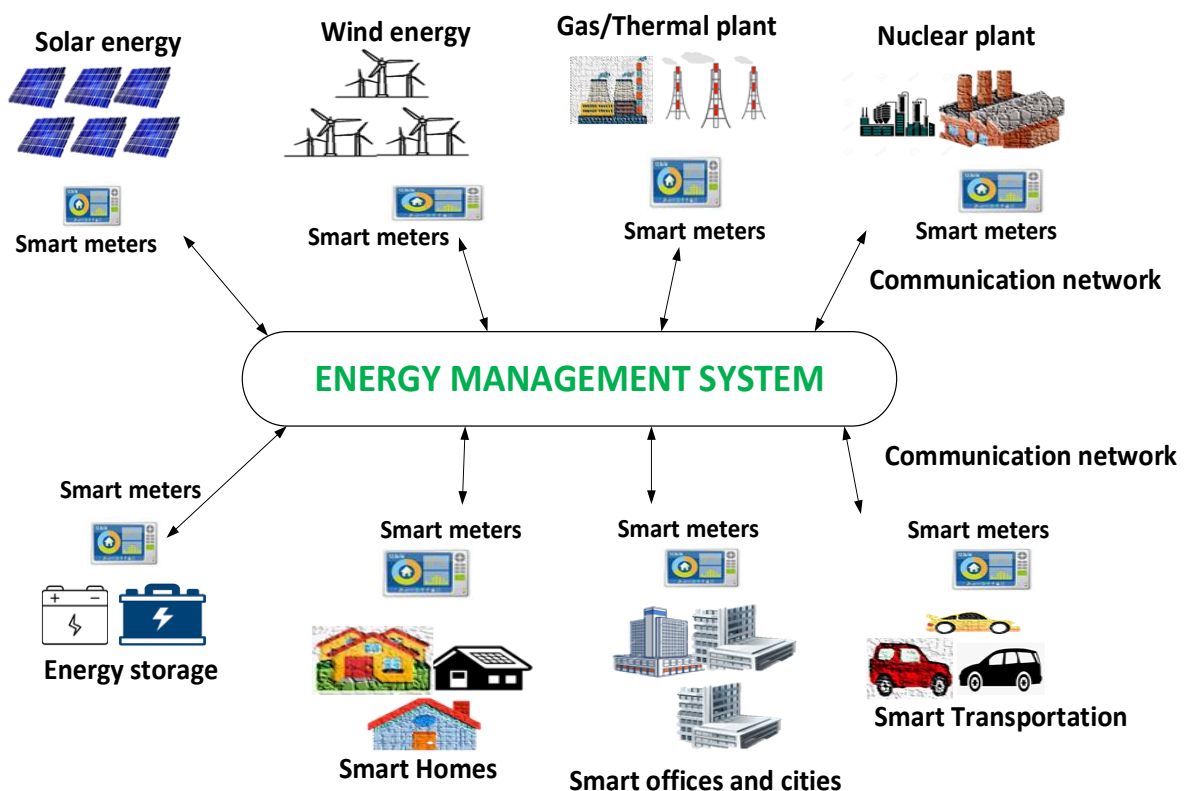 Solar energy
Wind energy
Gas/Thermal plant
Nuclear plant
Smart meters
Smart meters
Smart meters
Smart meters
Communication network
ENERGY MANAGEMENT SYSTEM
Communication network
Smart meters
Smart meters
Smart meters
Smart meters
Energy storage
Smart Homes
Smart offices and cities
Smart Transportation